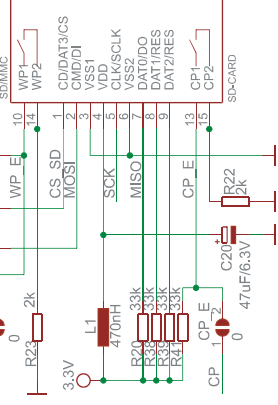 SD/MMC
WP1
WP2
CD/DAT3/CS
CMD/DI
VSS1
VDD
CLK/SCLK
VSS2
DAT0/DO
DAT1/RES
DAT2/RES
CP1
CP2
SD-CARD
10
14
1
2
3
4
5
6
7
8
9
13
15
WP_E
CS_SD
MOSI
SCK
MISO
CP_E
R22
2k
C20
47uF/6.3V
2k
R23
0
L1
470nH
33k
33k
33k
33k
R20
R38
R39
R41
CP_E
1
2
0
3.3V
CP